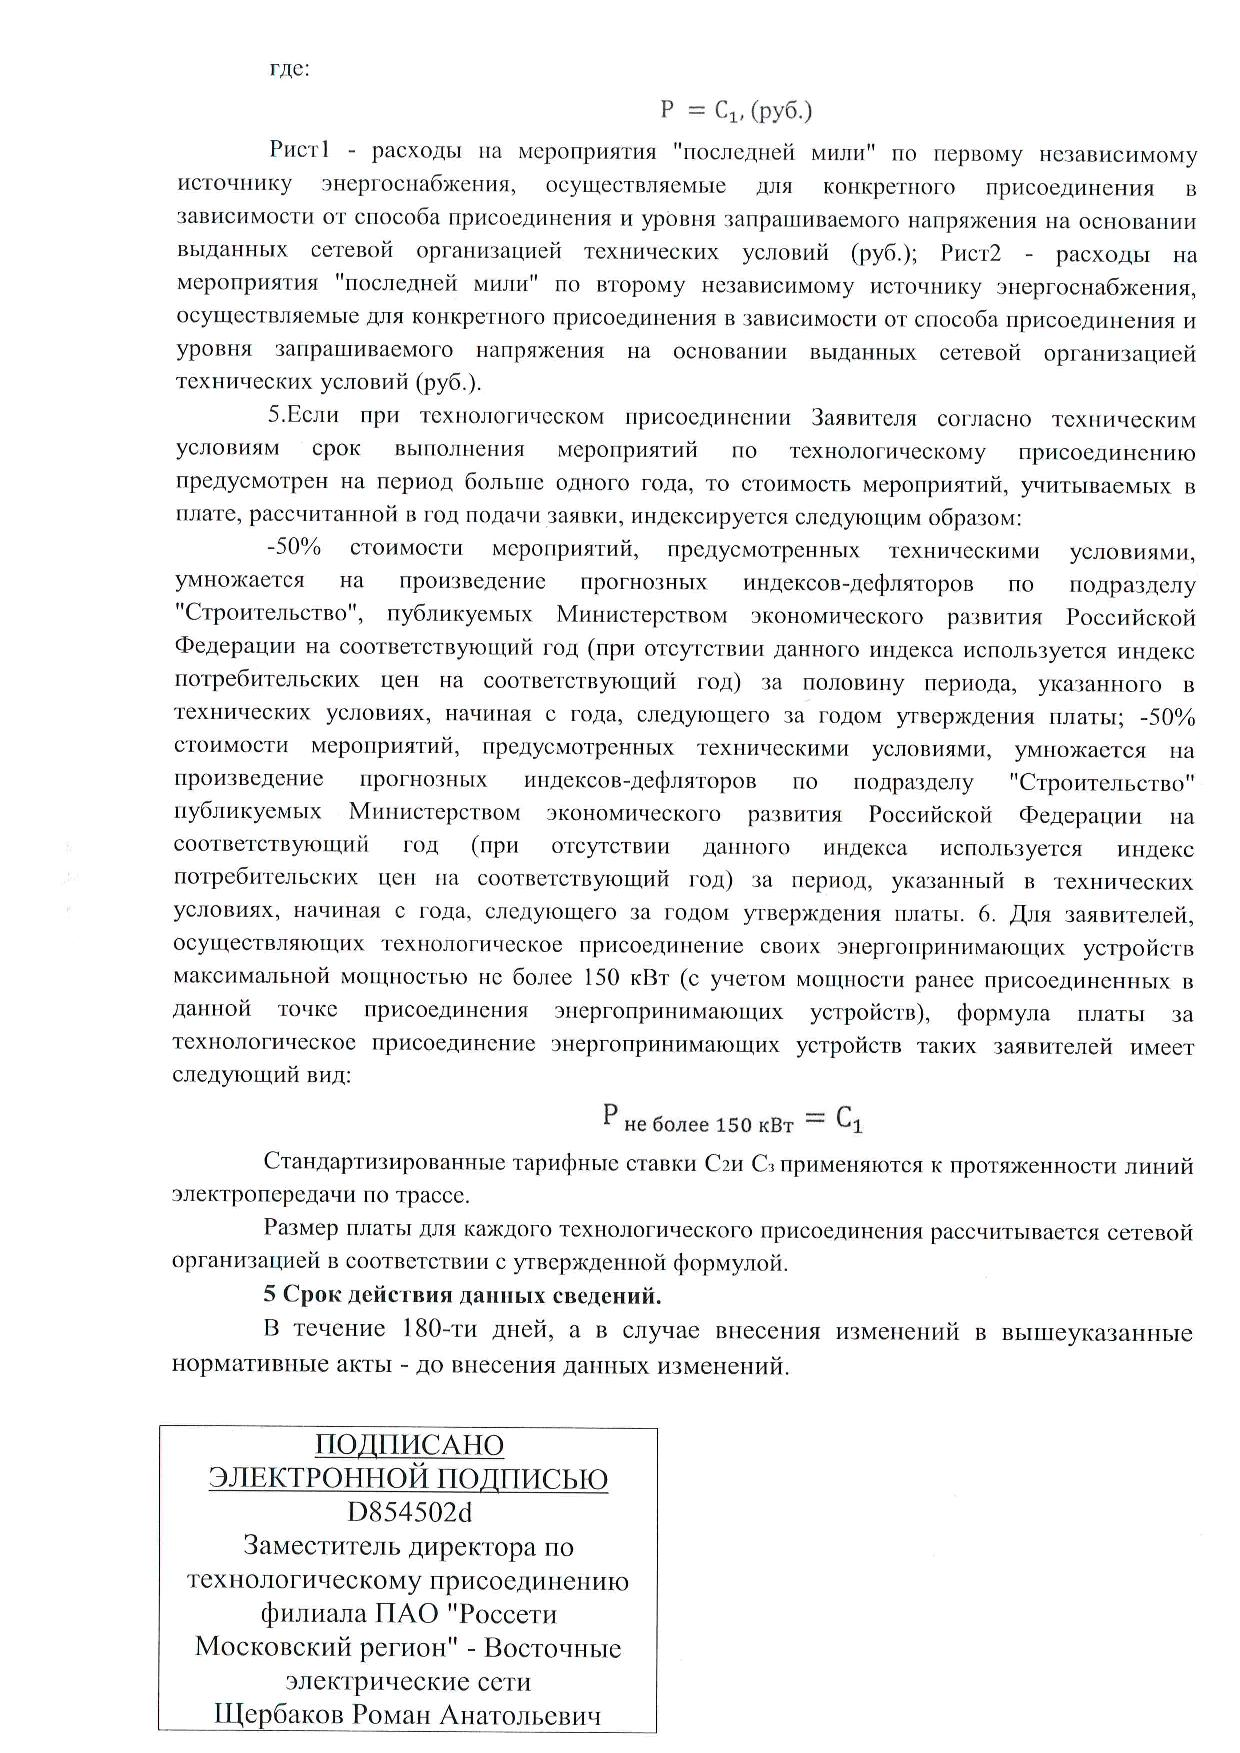 где:
P = C₁, (руб.)
Рист1 - расходы на мероприятия "последней мили" по первому независимому
источнику энергоснабжения, осуществляемые для конкретного присоединения в
зависимости от способа присоединения и уровня запрашиваемого напряжения на основании
выданных сетевой организацией технических условий (руб.); Рист2 - расходы на
мероприятия "последней мили" по второму независимому источнику энергоснабжения,
осуществляемые для конкретного присоединения в зависимости от способа присоединения и
уровня запрашиваемого напряжения на основании выданных сетевой организацией
технических условий (руб.).
5.Если при технологическом присоединении Заявителя согласно техническим
условиям срок выполнения мероприятий по технологическому присоединению
предусмотрен на период больше одного года, то стоимость мероприятий, учитываемых в
плате, рассчитанной в год подачи заявки, индексируется следующим образом:
-50% стоимости мероприятий, предусмотренных техническими условиями,
умножается на произведение прогнозных индексов-дефляторов по подразделу
"Строительство", публикуемых Министерством экономического развития Российской
Федерации на соответствующий год (при отсутствии данного индекса используется индекс
потребительских цен на соответствующий год) за половину периода, указанного в
технических условиях, начиная с года, следующего за годом утверждения платы; -50%
стоимости мероприятий, предусмотренных техническими условиями, умножается на
произведение прогнозных индексов-дефляторов по подразделу "Строительство"
публикуемых Министерством экономического развития Российской Федерации на
соответствующий год (при отсутствии данного индекса используется индекс
потребительских цен на соответствующий год) за период, указанный в технических
условиях, начиная с года, следующего за годом утверждения платы. 6. Для заявителей,
осуществляющих технологическое присоединение своих энергопринимающих устройств
максимальной мощностью не более 150 кВт (с учетом мощности ранее присоединенных в
данной точке присоединения энергопринимающих устройств), формула платы за
технологическое присоединение энергопринимающих устройств таких заявителей имеет
следующий вид:
P не более 150 кВт = C₁
Стандартизированные тарифные ставки С₂и С₃ применяются к протяженности линий
электропередачи по трассе.
Размер платы для каждого технологического присоединения рассчитывается сетевой
организацией в соответствии с утвержденной формулой.
5 Срок действия данных сведений.
В течение 180-ти дней, а в случае внесения изменений в вышеуказанные
нормативные акты - до внесения данных изменений.
ПОДПИСАНО
ЭЛЕКТРОННОЙ ПОДПИСЬЮ
D854502d
Заместитель директора по
технологическому присоединению
филиала ПАО "Россети
Московский регион" - Восточные
электрические сети
Щербаков Роман Анатольевич